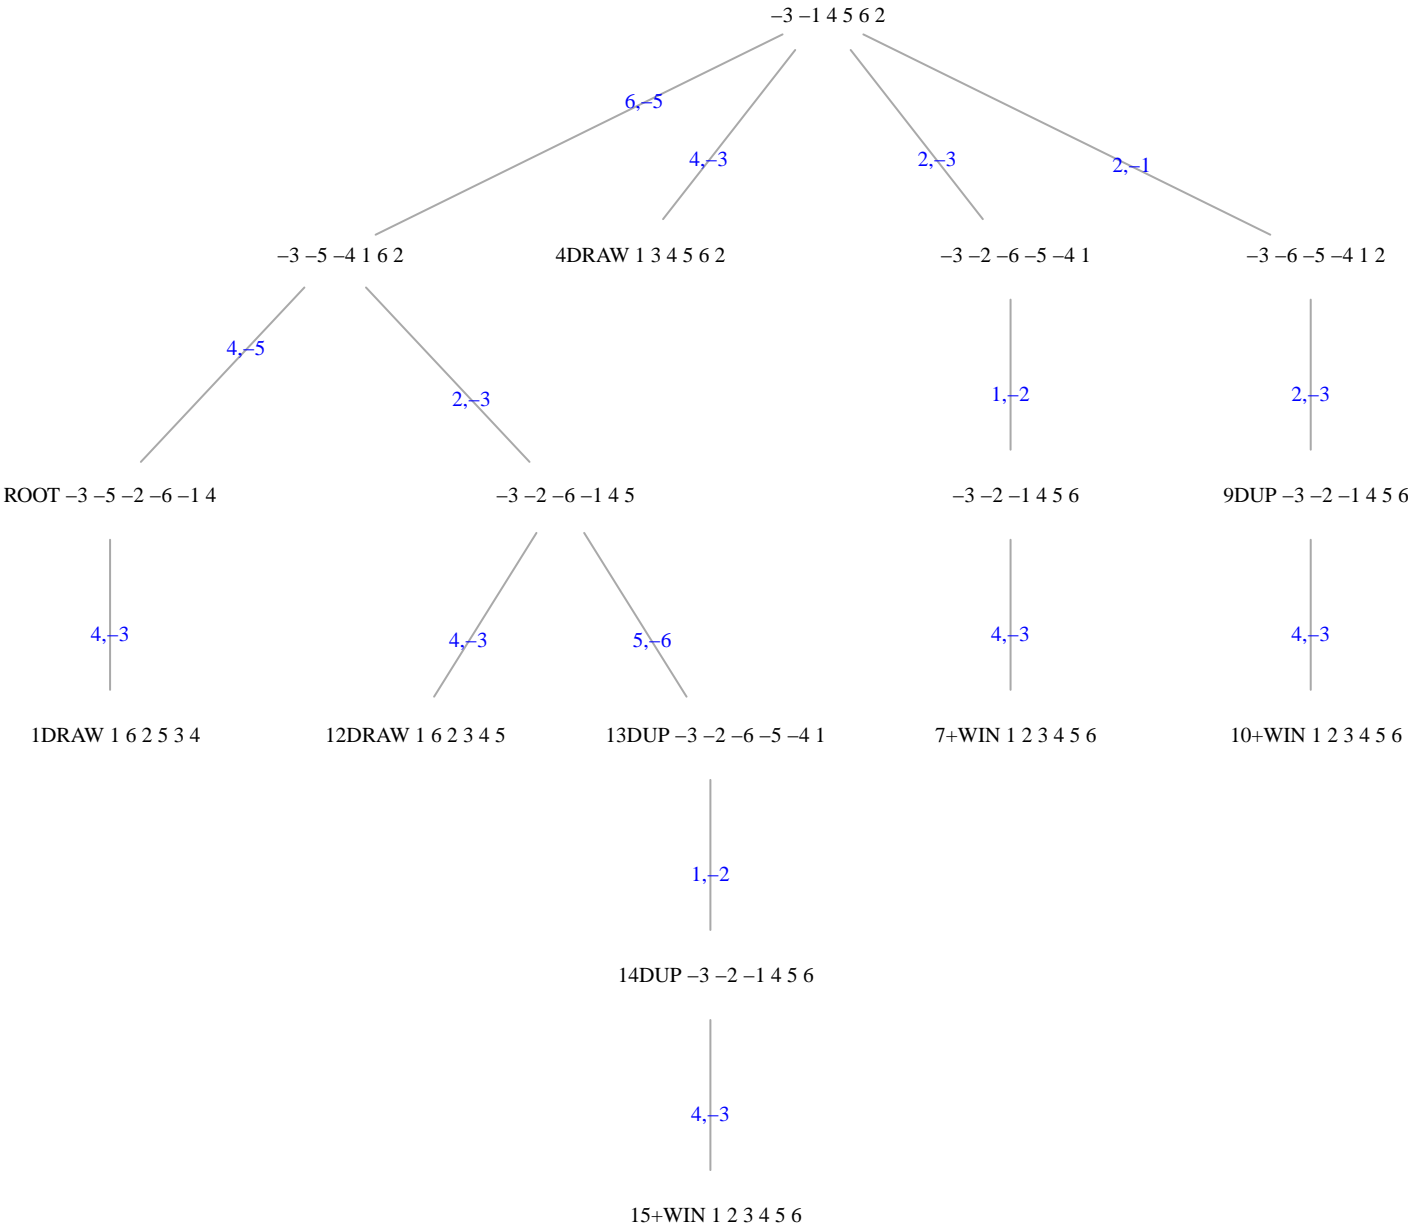 −3 −1 4 5 6 2
6,−5
4,−3
2,−3
2,−1
−3 −5 −4 1 6 2
4DRAW 1 3 4 5 6 2
−3 −2 −6 −5 −4 1
−3 −6 −5 −4 1 2
4,−5
2,−3
1,−2
2,−3
ROOT −3 −5 −2 −6 −1 4
−3 −2 −6 −1 4 5
−3 −2 −1 4 5 6
9DUP −3 −2 −1 4 5 6
4,−3
4,−3
5,−6
4,−3
4,−3
1DRAW 1 6 2 5 3 4
12DRAW 1 6 2 3 4 5
13DUP −3 −2 −6 −5 −4 1
7+WIN 1 2 3 4 5 6
10+WIN 1 2 3 4 5 6
1,−2
14DUP −3 −2 −1 4 5 6
4,−3
15+WIN 1 2 3 4 5 6